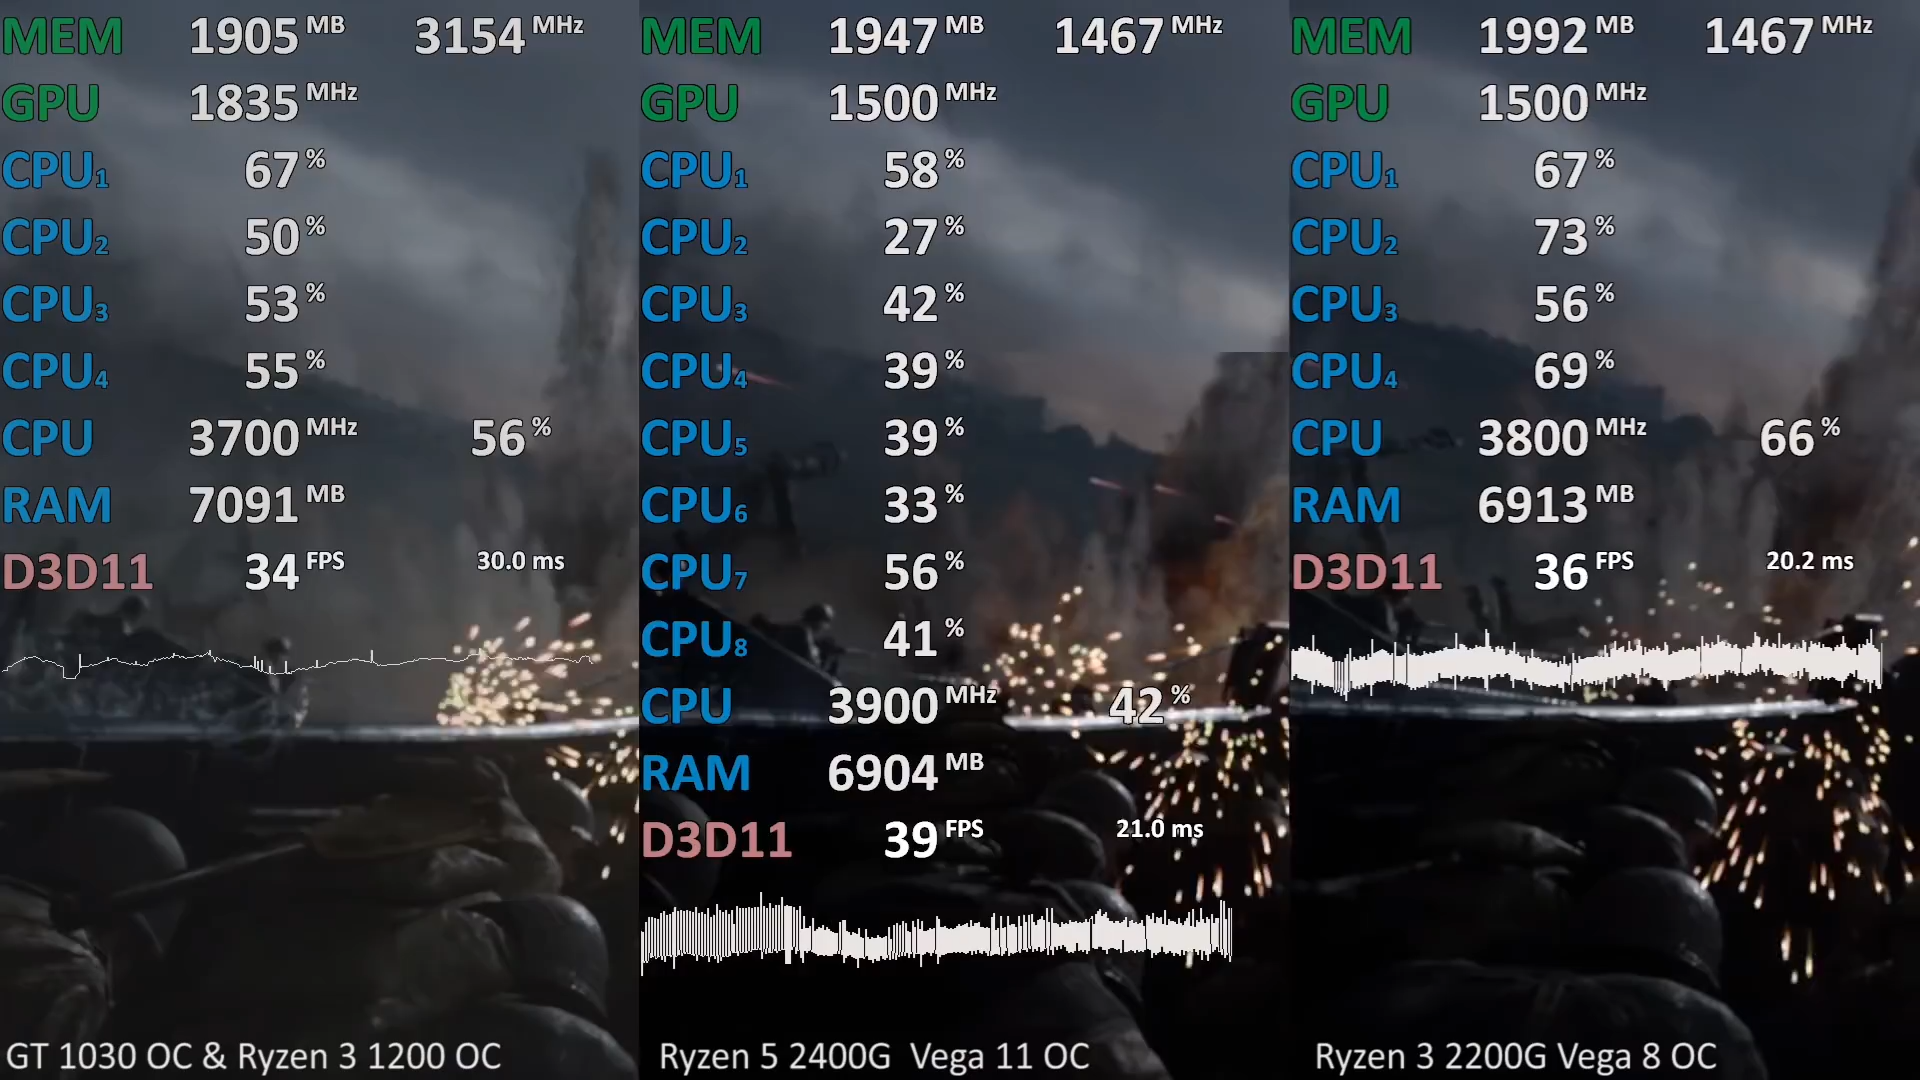 MEM 1905 MB 3154 MHz
GPU 1835 MHz
CPU1 67 %
CPU2 50 %
CPU3 53 %
CPU4 55 %
CPU 3700 MHz 56 %
RAM 7091 MB
D3D11 34 FPS 30.0 ms
GT 1030 OC & Ryzen 3 1200 OC
MEM 1947 MB 1467 MHz
GPU 1500 MHz
CPU1 58 %
CPU2 27 %
CPU3 42 %
CPU4 39 %
CPU5 39 %
CPU6 33 %
CPU7 56 %
CPU8 41 %
CPU 3900 MHz 42 %
RAM 6904 MB
D3D11 39 FPS 21.0 ms
Ryzen 5 2400G Vega 11 OC
MEM 1992 MB 1467 MHz
GPU 1500 MHz
CPU1 67 %
CPU2 73 %
CPU3 56 %
CPU4 69 %
CPU 3800 MHz 66 %
RAM 6913 MB
D3D11 36 FPS 20.2 ms
Ryzen 3 2200G Vega 8 OC